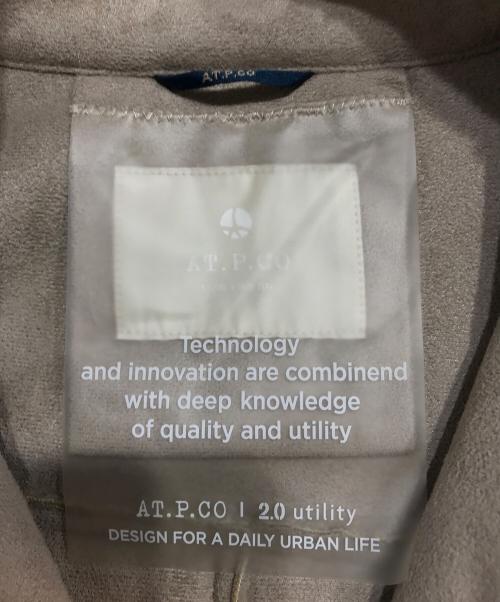 AT.P.CO
AT.P.CO
Technology
and innovation are combinend
with deep knowledge
of quality and utility
AT.P.CO | 2.0 utility
DESIGN FOR A DAILY URBAN LIFE